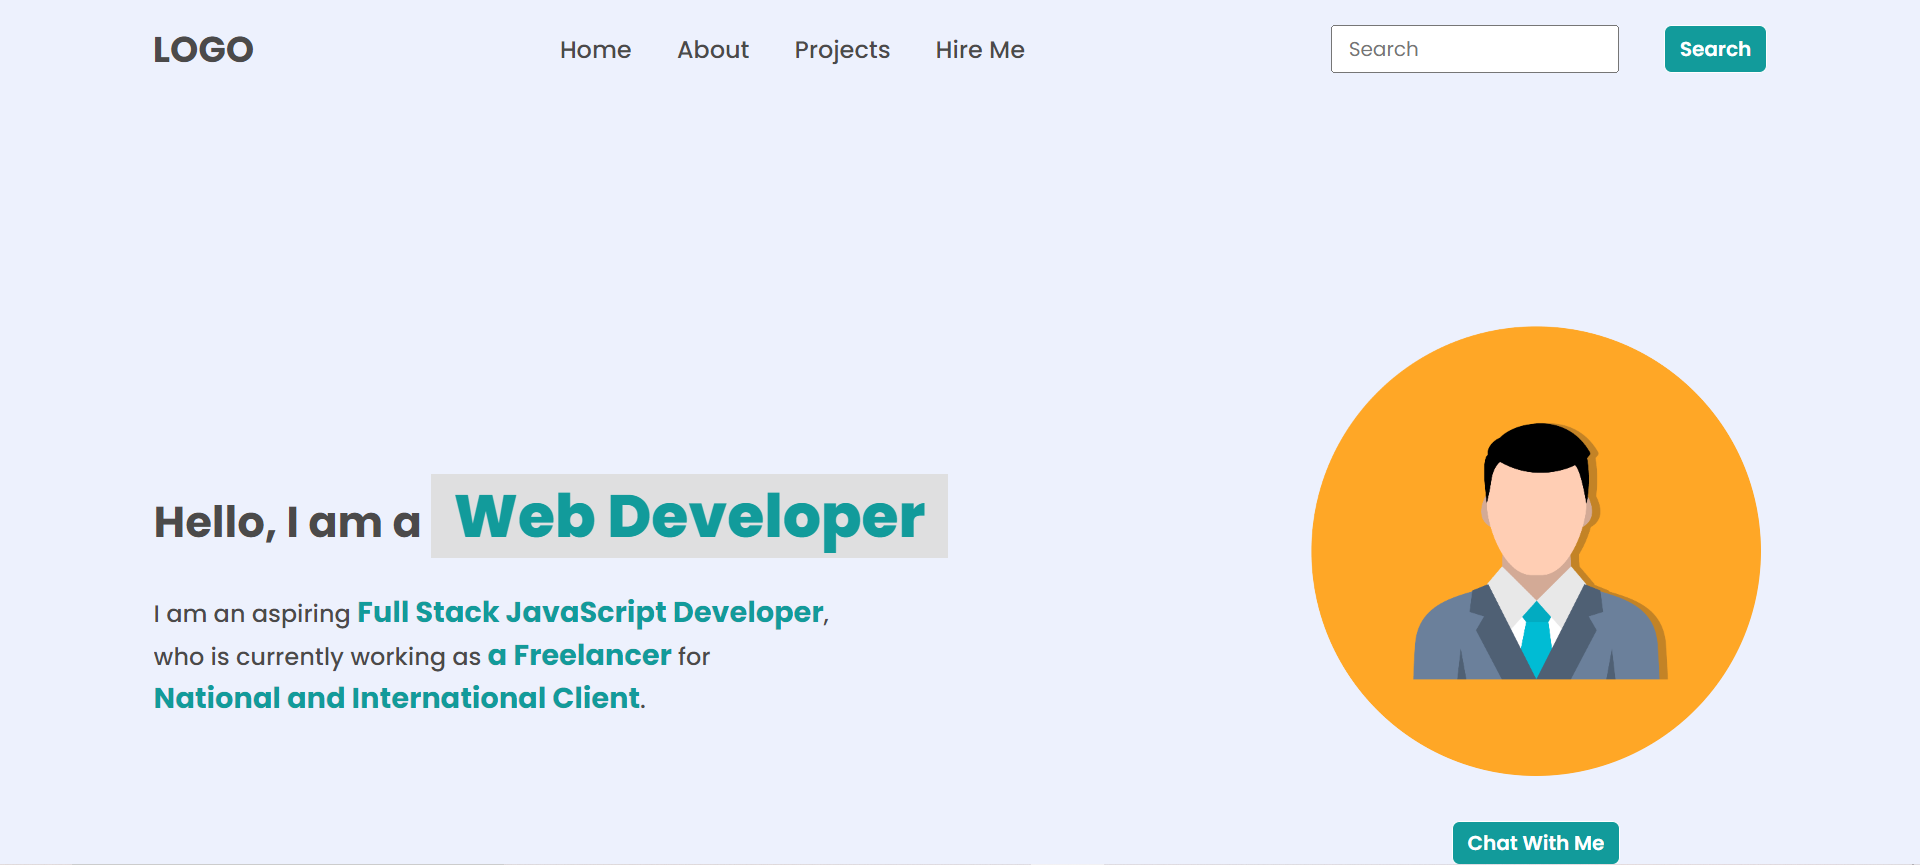 LOGO
Home About Projects Hire Me
Search
Search
Hello, I am a Web Developer
I am an aspiring Full Stack JavaScript Developer,
who is currently working as a Freelancer for
National and International Client.
Chat With Me